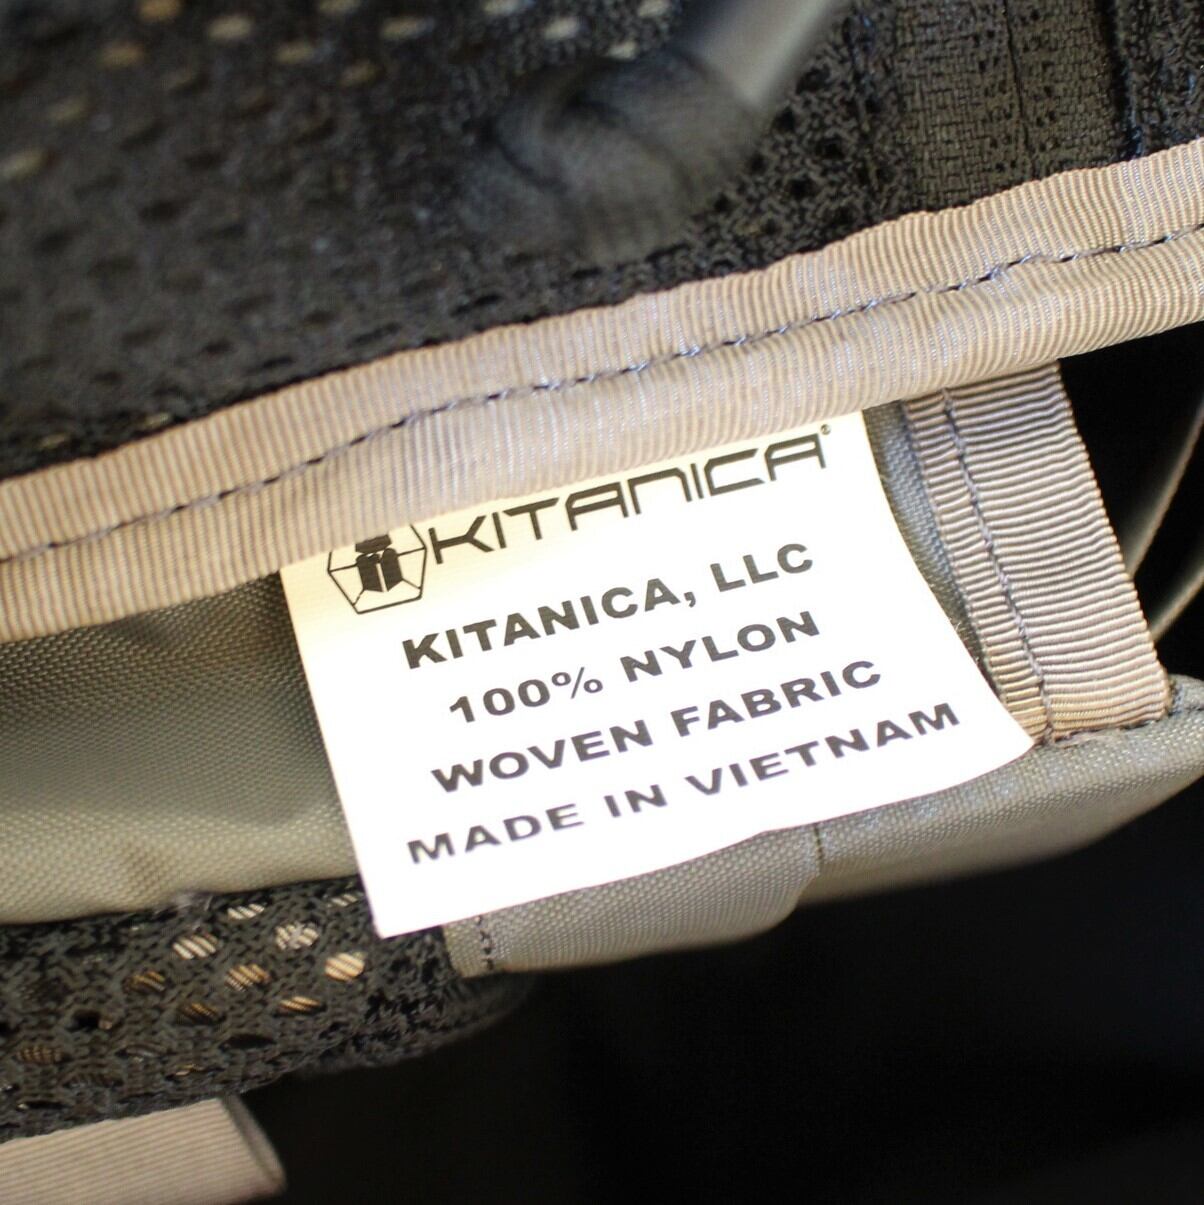 KITANICA®
KITANICA, LLC
100% NYLON
WOVEN FABRIC
MADE IN VIETNAM